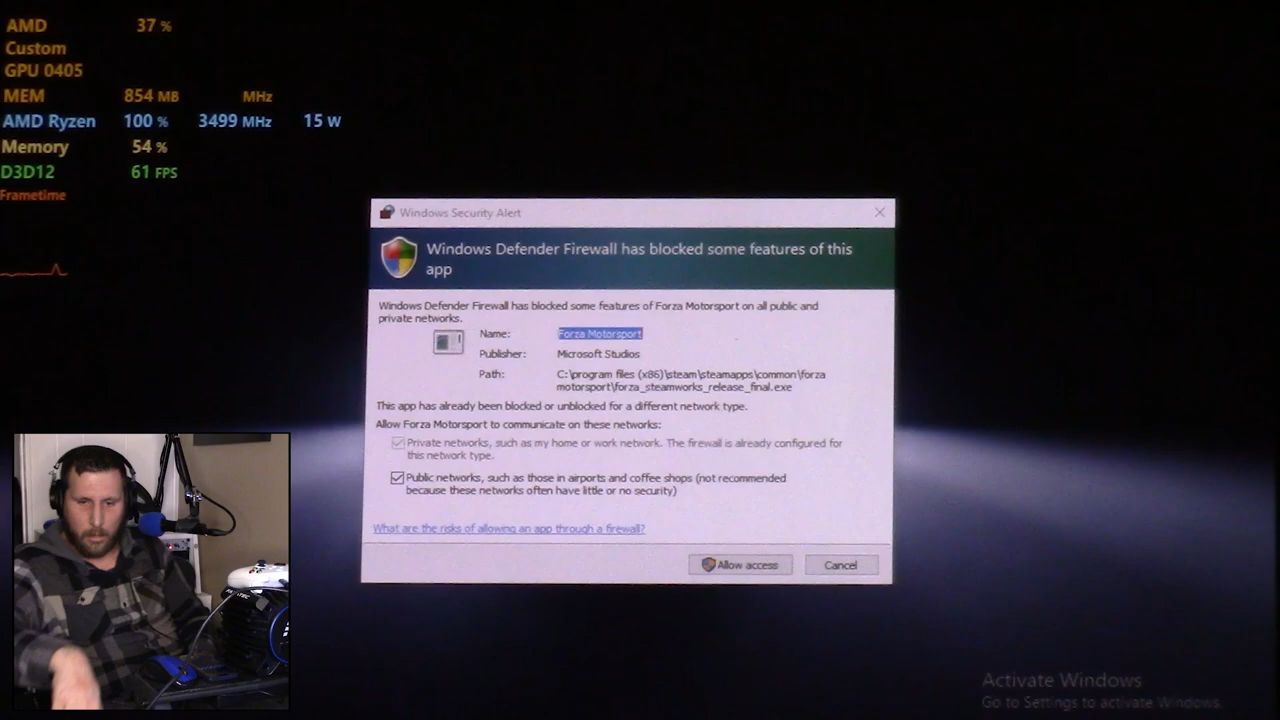 AMD 37 %
Custom
GPU 0405
MEM 854 MB MHz
AMD Ryzen 100 % 3499 MHz 15 W
Memory 54 %
D3D12 61 FPS
Frametime
Windows Security Alert
Windows Defender Firewall has blocked some features of this
app
Windows Defender Firewall has blocked some features of Forza Motorsport on all public and
private networks.
Name: Forza Motorsport
Publisher: Microsoft Studios
Path: C:\program files (x86)\steam\steamapps\common\forza
motorsport\forza_steamworks_release_final.exe
This app has already been blocked or unblocked for a different network type.
Allow Forza Motorsport to communicate on these networks:
Private networks, such as my home or work network. The firewall is already configured for
this network type.
Public networks, such as those in airports and coffee shops (not recommended
because these networks often have little or no security)
What are the risks of allowing an app through a firewall?
Allow access Cancel
FANATEC
Activate Windows
Go to Settings to activate Windows.